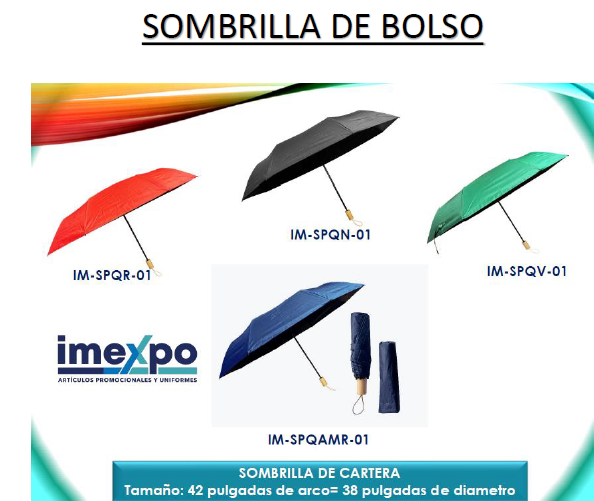 SOMBRILLA DE BOLSO
IM-SPQN-01
IM-SPQR-01
IM-SPQV-01
imexpo
ARTÍCULOS PROMOCIONALES Y UNIFORMES
IM-SPQAMR-01
SOMBRILLA DE CARTERA
Tamaño: 42 pulgadas de arco= 38 pulgadas de diametro